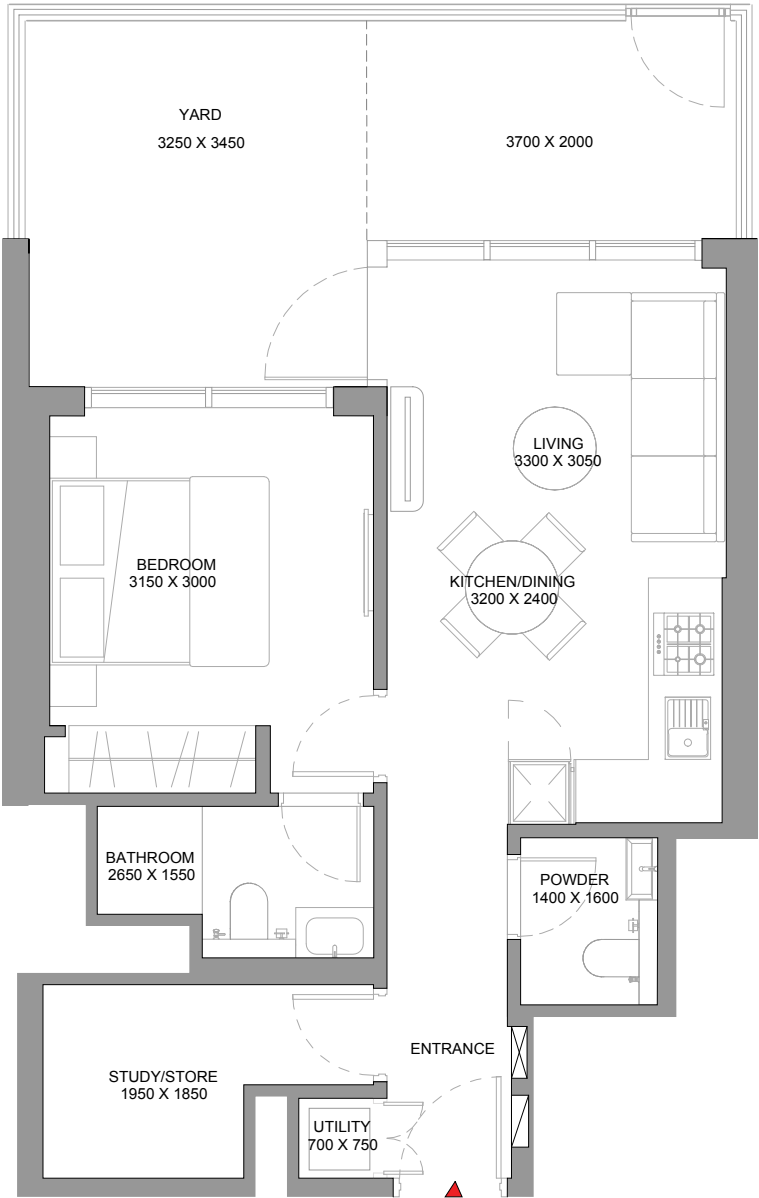 YARD
3250 X 3450
3700 X 2000
LIVING
3300 X 3050
BEDROOM
3150 X 3000
KITCHEN/DINING
3200 X 2400
BATHROOM
2650 X 1550
POWDER
1400 X 1600
ENTRANCE
STUDY/STORE
1950 X 1850
UTILITY
700 X 750